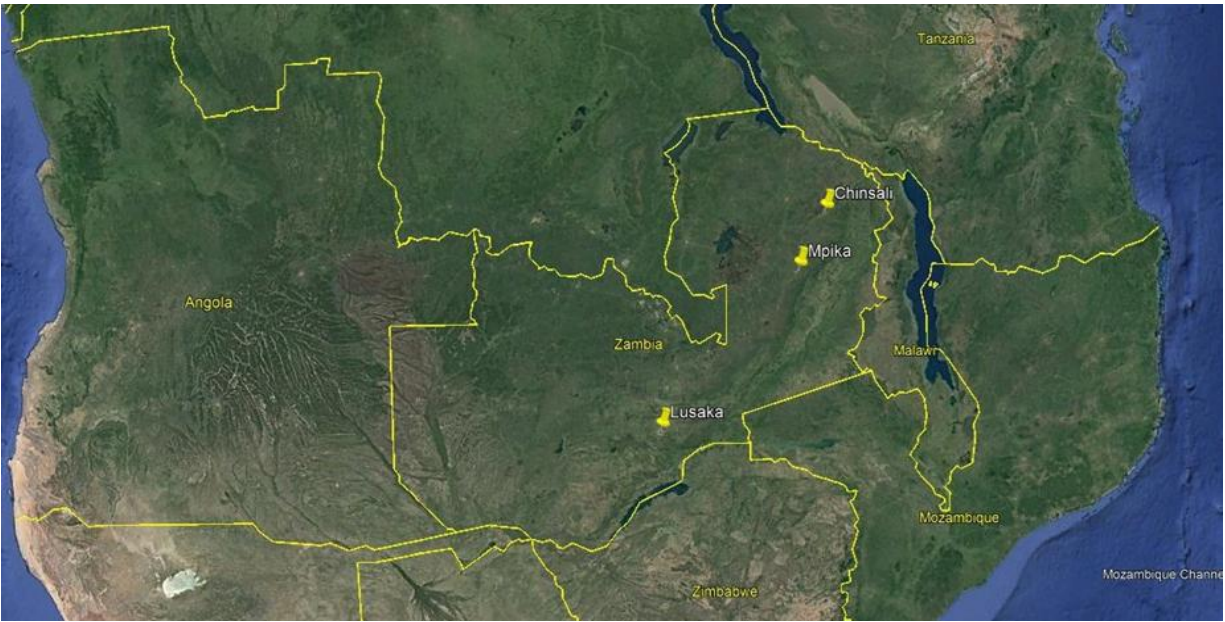 Tanzania
Chinsali
Mpika
Angola
Zambia
Malawi
Lusaka
Mozambique
Mozambique Channe
Zimbabwe